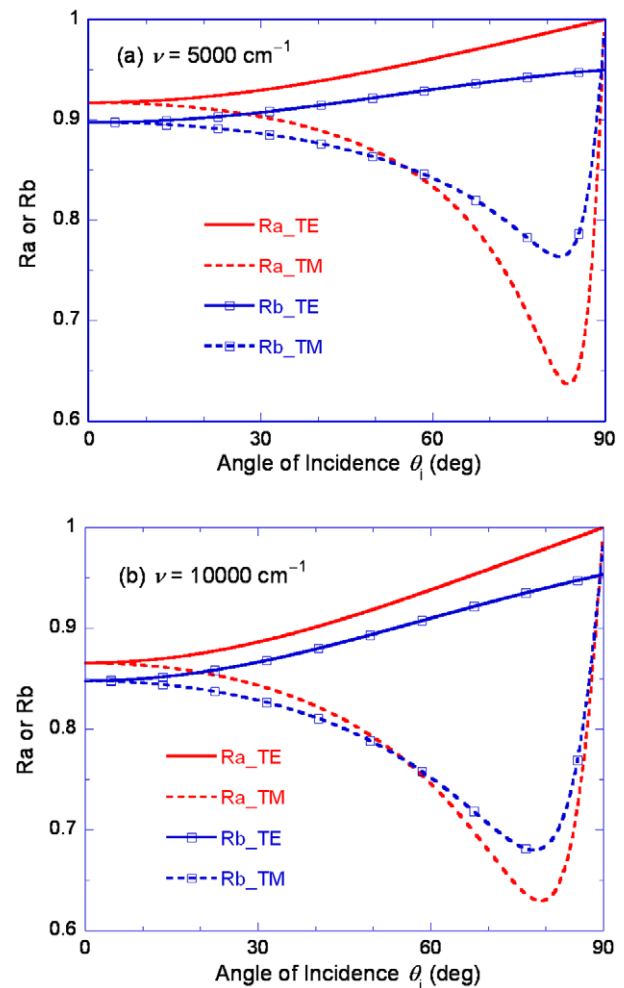 (a) ν = 5000 cm⁻¹
1
0.9
0.8
0.7
0.6
Ra or Rb
Ra_TE
Ra_TM
Rb_TE
Rb_TM
0 30 60 90
Angle of Incidence θi (deg)
(b) ν = 10000 cm⁻¹
1
0.9
0.8
0.7
0.6
Ra or Rb
Ra_TE
Ra_TM
Rb_TE
Rb_TM
0 30 60 90
Angle of Incidence θi (deg)